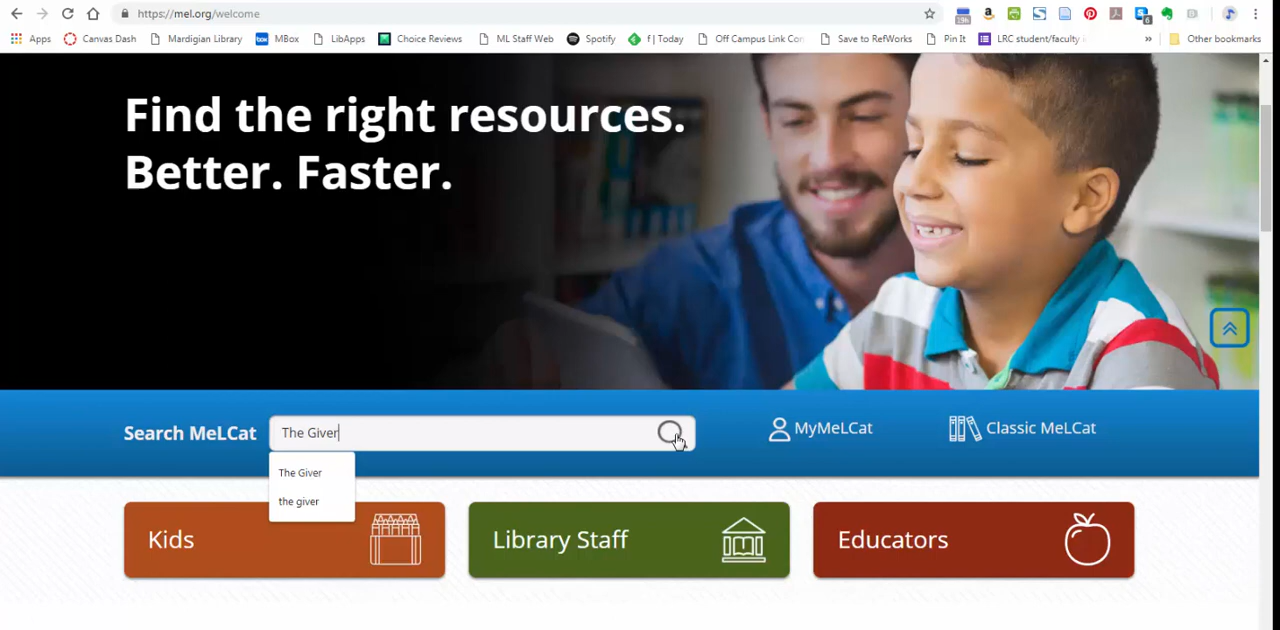 https://mel.org/welcome
19h
6
Apps Canvas Dash Mardigian Library MBox LibApps Choice Reviews ML Staff Web Spotify f | Today Off Campus Link Con Save to RefWorks Pin It LRC student/faculty » Other bookmarks
Find the right resources.
Better. Faster.
Search MeLCat The Giver MyMeLCat Classic MeLCat
The Giver
the giver
Kids Library Staff Educators